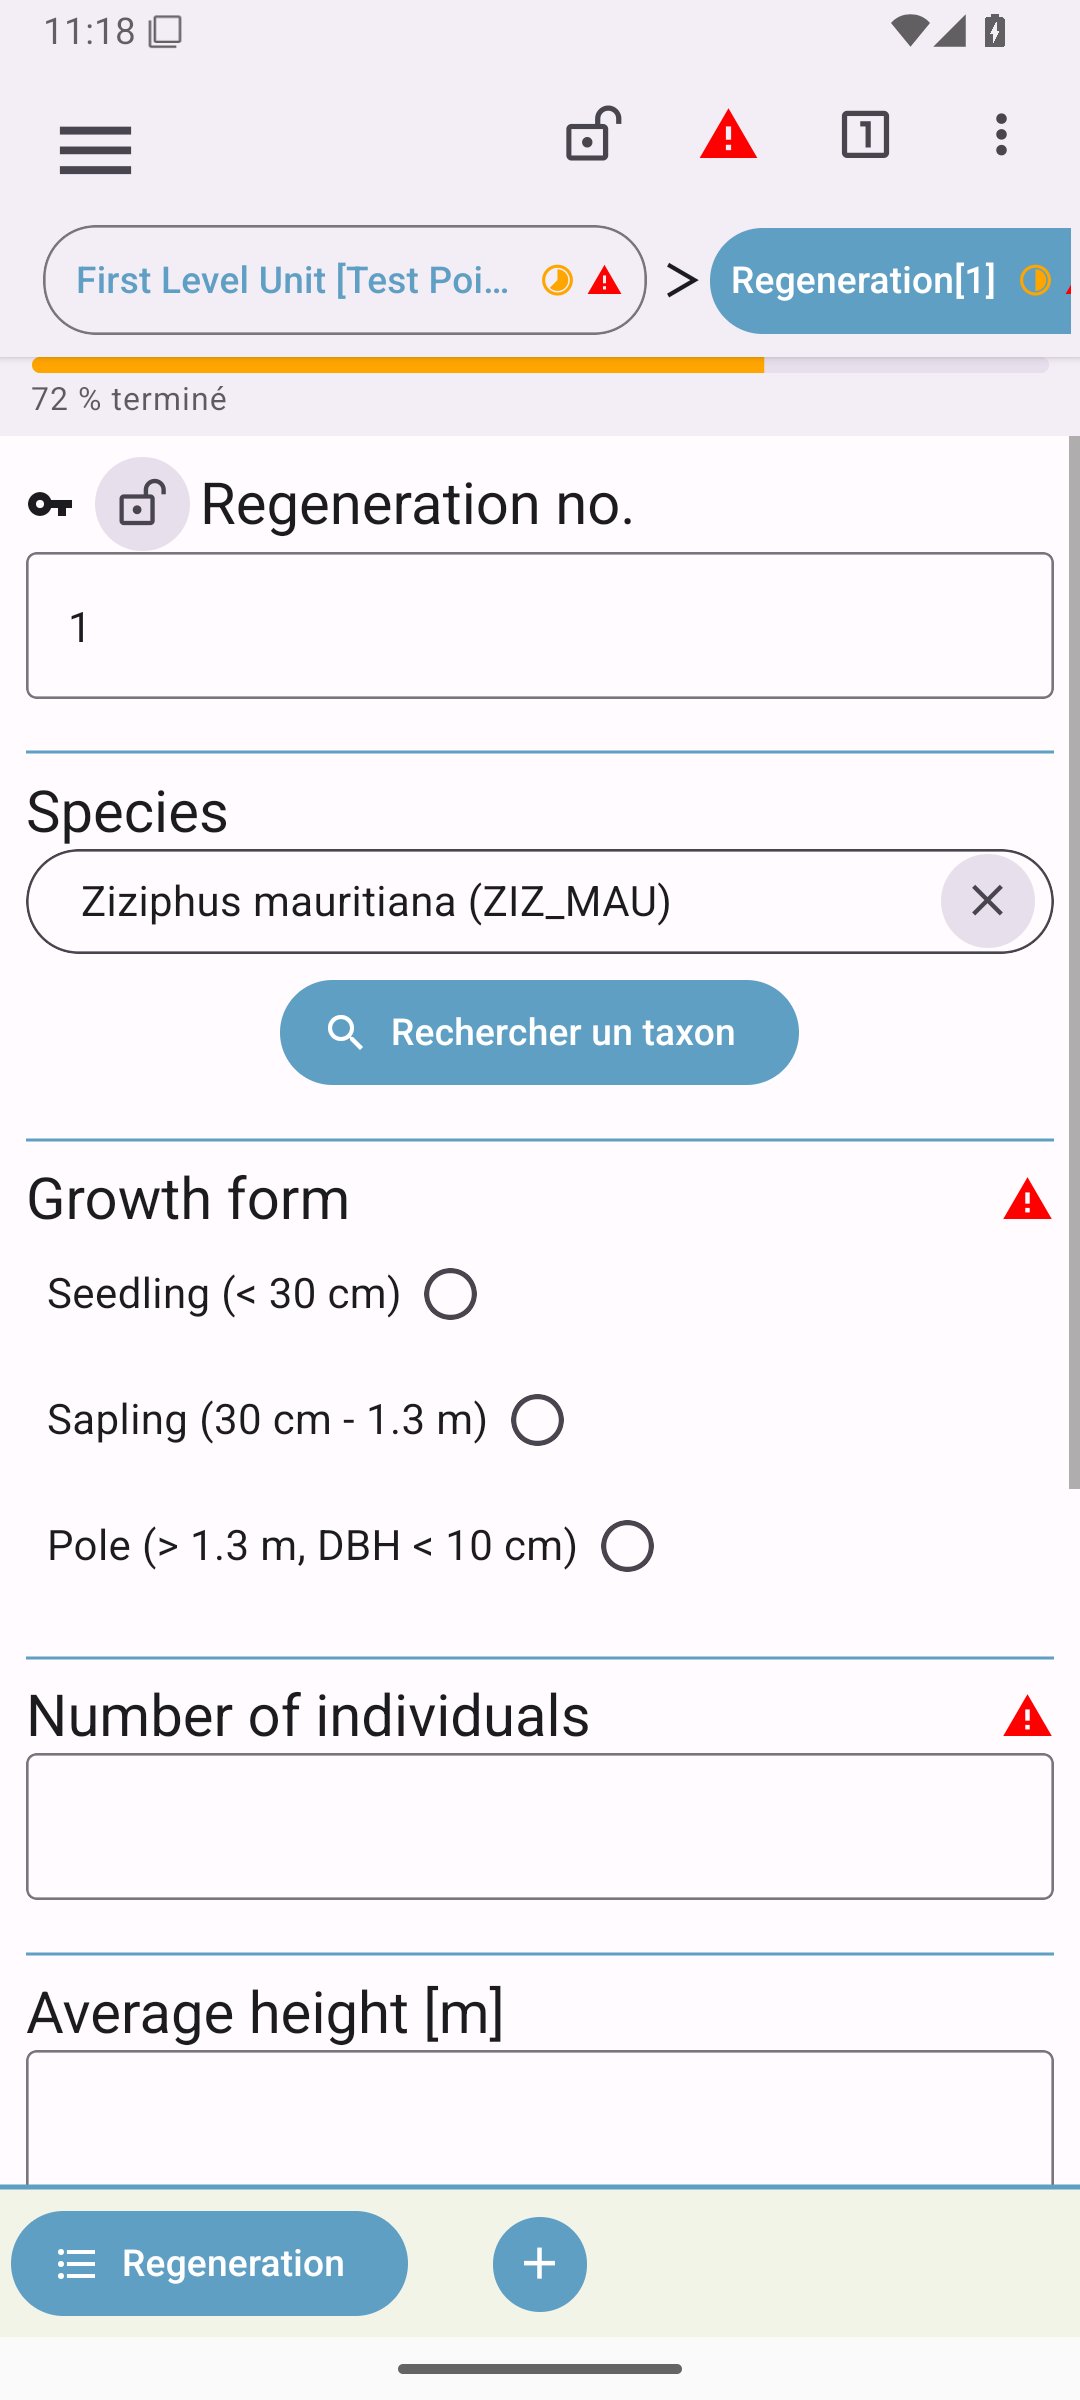 11:18
1
First Level Unit [Test Poi... > Regeneration[1]
72 % terminé
Regeneration no.
1
Species
Ziziphus mauritiana (ZIZ_MAU)
Rechercher un taxon
Growth form
Seedling (< 30 cm)
Sapling (30 cm - 1.3 m)
Pole (> 1.3 m, DBH < 10 cm)
Number of individuals
Average height [m]
Regeneration